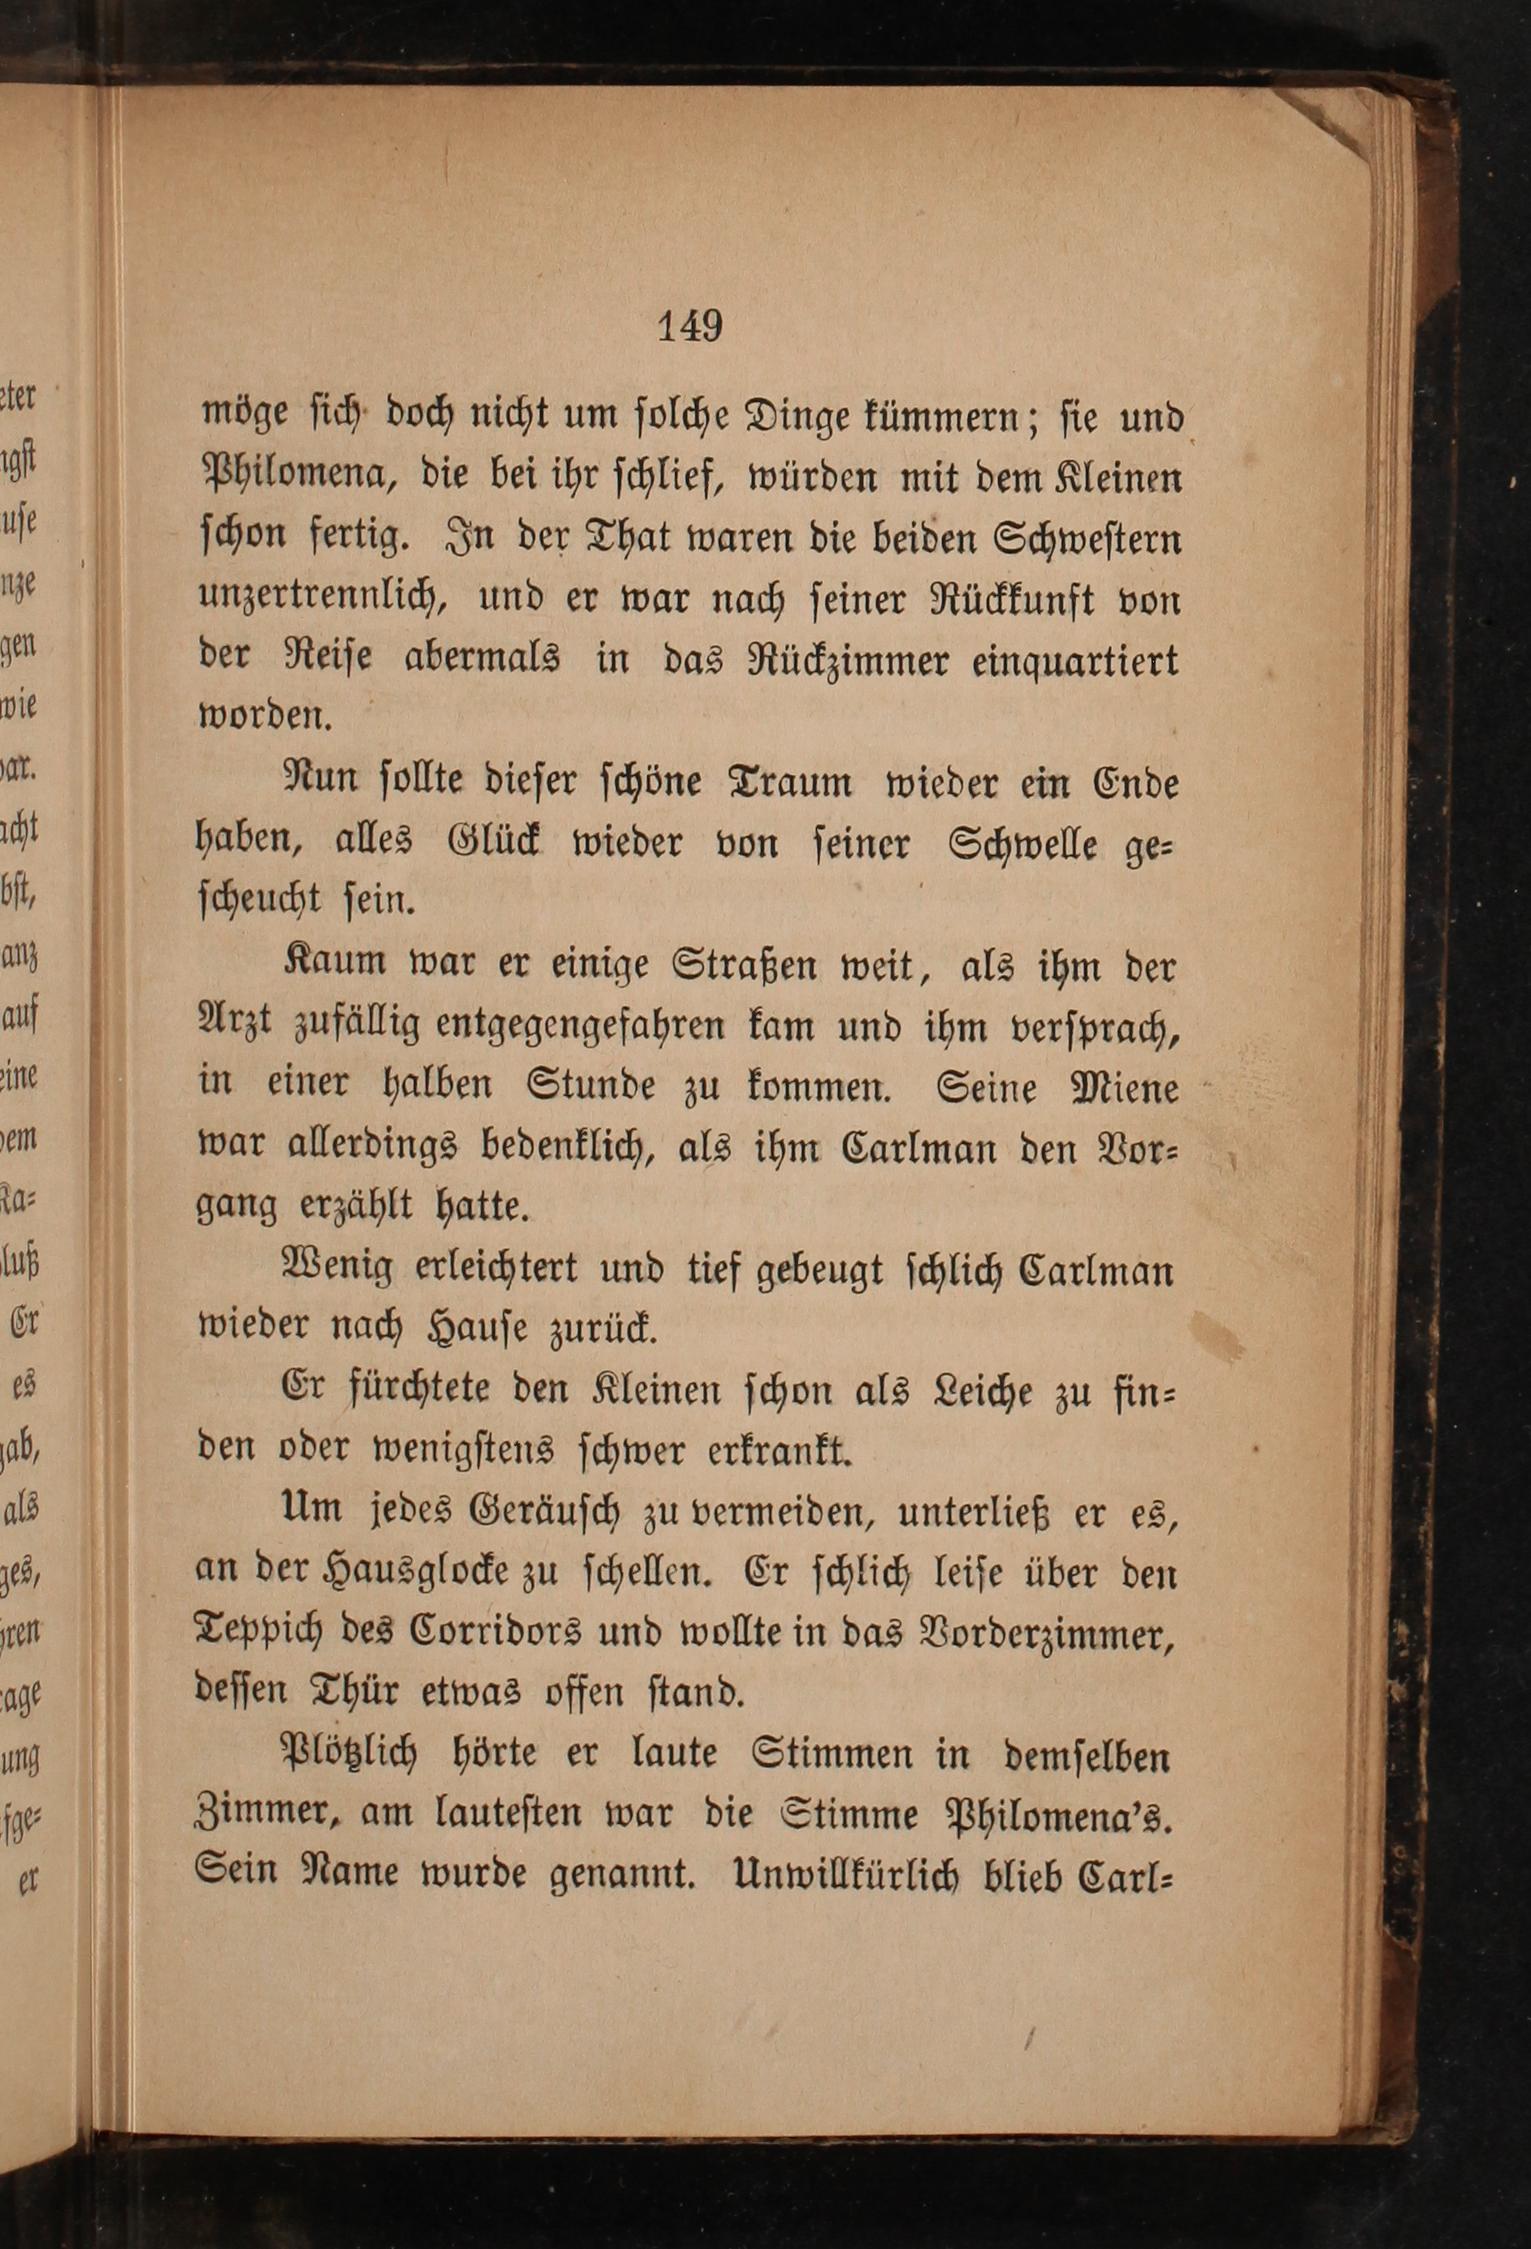 149
möge sich doch nicht um solche Dinge kümmern; sie und
Philomena, die bei ihr schlief, würden mit dem Kleinen
schon fertig. In der That waren die beiden Schwestern
unzertrennlich, und er war nach seiner Rückkunft von
der Reise abermals in das Rückzimmer einquartiert
worden.
Nun sollte dieser schöne Traum wieder ein Ende
haben, alles Glück wieder von seiner Schwelle ge=
scheucht sein.
Kaum war er einige Straßen weit, als ihm der
Arzt zufällig entgegengefahren kam und ihm versprach,
in einer halben Stunde zu kommen. Seine Miene
war allerdings bedenklich, als ihm Carlman den Vor=
gang erzählt hatte.
Wenig erleichtert und tief gebeugt schlich Carlman
wieder nach Hause zurück.
Er fürchtete den Kleinen schon als Leiche zu fin=
den oder wenigstens schwer erkrankt.
Um jedes Geräusch zu vermeiden, unterließ er es,
an der Hausglocke zu schellen. Er schlich leise über den
Teppich des Corridors und wollte in das Vorderzimmer,
dessen Thür etwas offen stand.
Plötzlich hörte er laute Stimmen in demselben
Zimmer, am lautesten war die Stimme Philomena's.
Sein Name wurde genannt. Unwillkürlich blieb Carl=